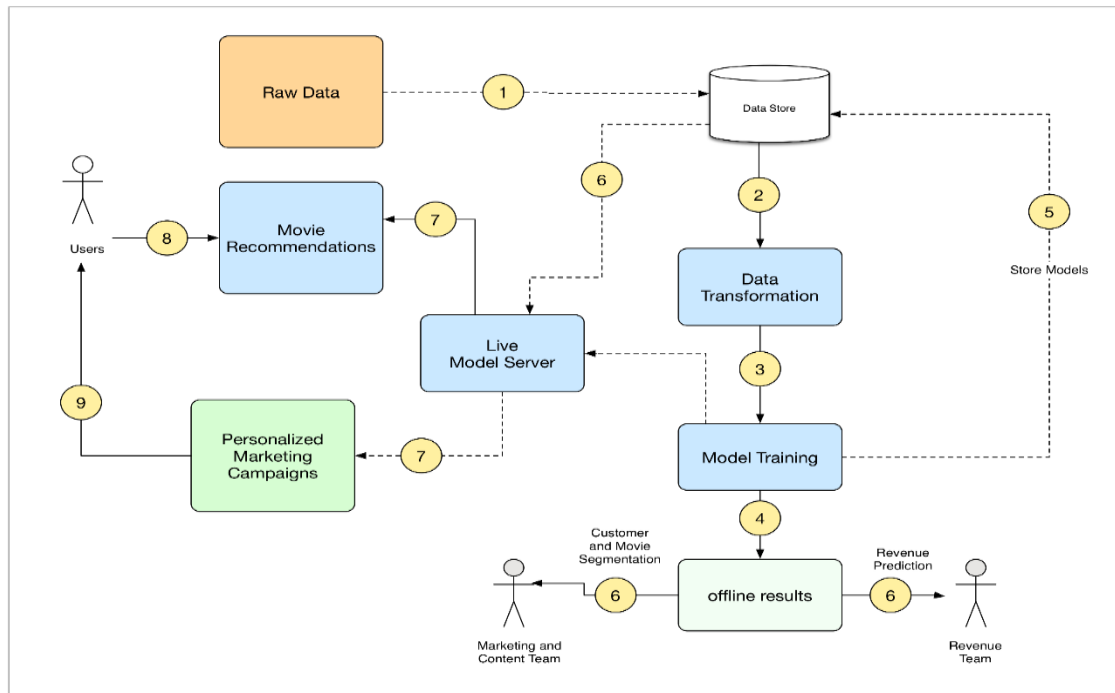 Raw Data
1
Data Store
6
2
5
Users
8
Movie
Recommendations
7
Store Models
Data
Transformation
Live
Model Server
3
9
Personalized
Marketing
Campaigns
7
Model Training
4
Customer
and Movie
Segmentation
Revenue
Prediction
6
offline results
6
Marketing and
Content Team
Revenue
Team